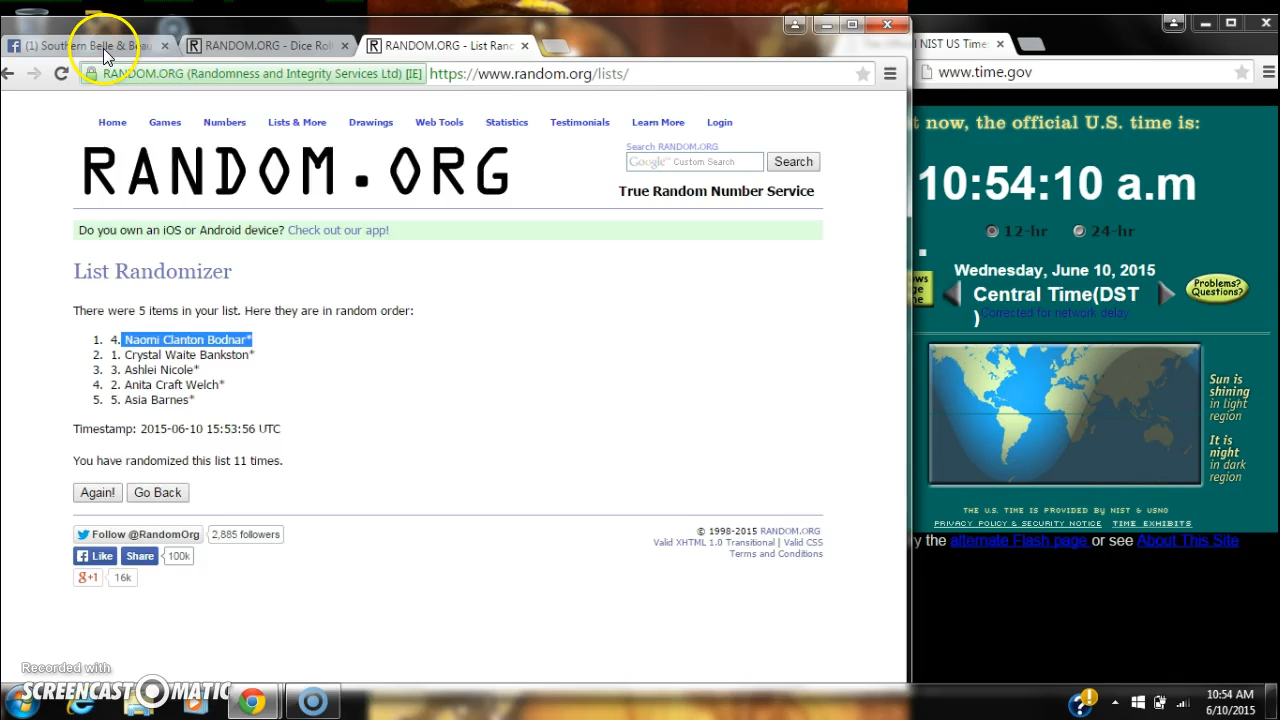 (1) Southern Belle & Beau
RANDOM.ORG - Dice Roll
RANDOM.ORG - List Ranc
NIST US Time:
RANDOM.ORG (Randomness and Integrity Services Ltd) [IE] https://www.random.org/lists/
www.time.gov
Home Games Numbers Lists & More Drawings Web Tools Statistics Testimonials Learn More Login
RANDOM.ORG
Search RANDOM.ORG
Google™ Custom Search
Search
True Random Number Service
Do you own an iOS or Android device? Check out our app!
List Randomizer
There were 5 items in your list. Here they are in random order:
1. 4. Naomi Clanton Bodnar*
2. 1. Crystal Waite Bankston*
3. 3. Ashlei Nicole*
4. 2. Anita Craft Welch*
5. 5. Asia Barnes*
Timestamp: 2015-06-10 15:53:56 UTC
You have randomized this list 11 times.
Again! Go Back
Follow @RandomOrg 2,885 followers
Like Share 100k
g+1 16k
© 1998-2015 RANDOM.ORG
Valid XHTML 1.0 Transitional | Valid CSS
Terms and Conditions
t now, the official U.S. time is:
10:54:10 a.m
.
12-hr 24-hr
Wednesday, June 10, 2015
Central Time(DST
)
Corrected for network delay
Problems?
Questions?
Sun is
shining
in light
region
It is
night
in dark
region
THE U.S. TIME IS PROVIDED BY NIST & USNO
PRIVACY POLICY & SECURITY NOTICE TIME EXHIBITS
y the alternate Flash page or see About This Site
Recorded with
SCREENCAST-O-MATIC
10:54 AM
6/10/2015